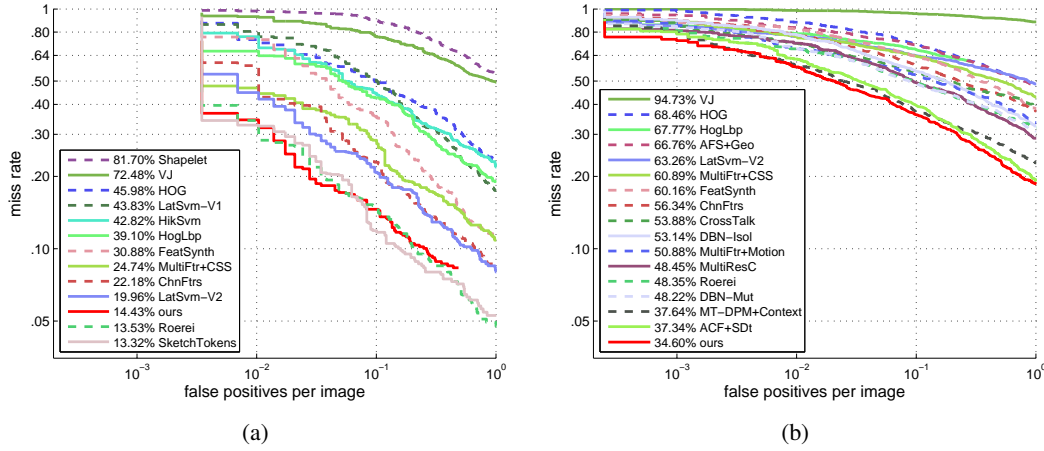 1
.80
.64
.50
.40
.30
.20
.10
.05
miss rate
81.70% Shapelet
72.48% VJ
45.98% HOG
43.83% LatSvm−V1
42.82% HikSvm
39.10% HogLbp
30.88% FeatSynth
24.74% MultiFtr+CSS
22.18% ChnFtrs
19.96% LatSvm−V2
14.43% ours
13.53% Roerei
13.32% SketchTokens
10−3 10−2 10−1 100
false positives per image
(a)
1
.80
.64
.50
.40
.30
.20
.10
.05
miss rate
94.73% VJ
68.46% HOG
67.77% HogLbp
66.76% AFS+Geo
63.26% LatSvm−V2
60.89% MultiFtr+CSS
60.16% FeatSynth
56.34% ChnFtrs
53.88% CrossTalk
53.14% DBN−Isol
50.88% MultiFtr+Motion
48.45% MultiResC
48.35% Roerei
48.22% DBN−Mut
37.64% MT−DPM+Context
37.34% ACF+SDt
34.60% ours
10−3 10−2 10−1 100
false positives per image
(b)